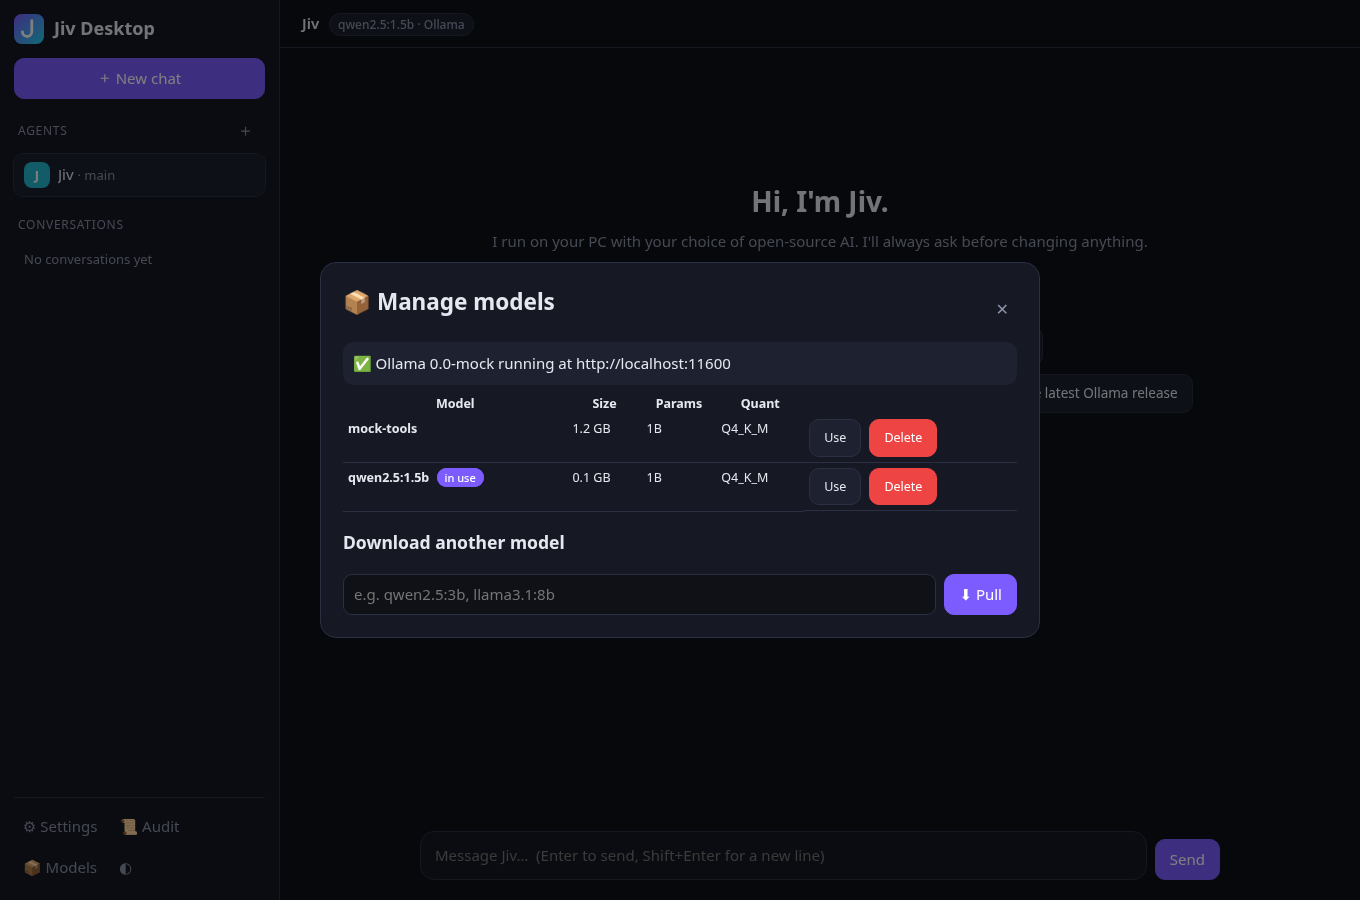 Jiv Desktop
+ New chat
AGENTS +
J Jiv · main
CONVERSATIONS
No conversations yet
⚙ Settings 📜 Audit
📦 Models ◐
Jiv qwen2.5:1.5b · Ollama
Hi, I'm Jiv.
I run on your PC with your choice of open-source AI. I'll always ask before changing anything.
latest Ollama release
📦 Manage models ✕
✅ Ollama 0.0-mock running at http://localhost:11600
Model Size Params Quant
mock-tools 1.2 GB 1B Q4_K_M Use Delete
qwen2.5:1.5b in use 0.1 GB 1B Q4_K_M Use Delete
Download another model
e.g. qwen2.5:3b, llama3.1:8b ⬇ Pull
Message Jiv… (Enter to send, Shift+Enter for a new line) Send